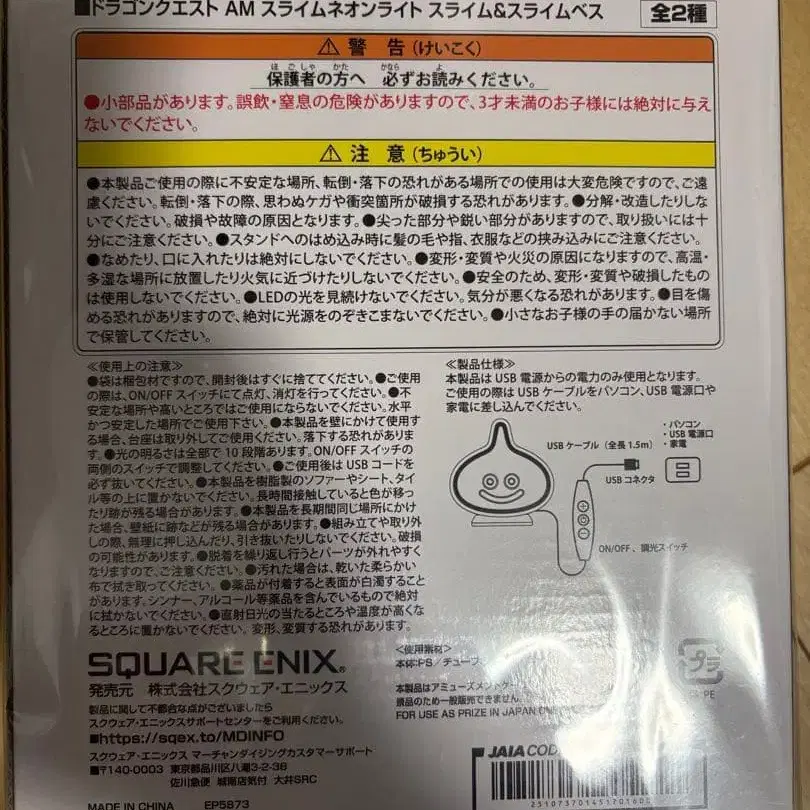 ■ドラゴンクエスト AM スライムネオンライト スライム&スライムベス 全2種
⚠ 警 告 (けいこく)
保護者の方へ 必ずお読みください。
●小部品があります。誤飲・窒息の危険がありますので、3才未満のお子様には絶対に与え
ないでください。
⚠ 注 意 (ちゅうい)
●本製品ご使用の際に不安定な場所、転倒・落下の恐れがある場所での使用は大変危険ですので、ご遠
慮ください。転倒・落下の際、思わぬケガや衝突箇所が破損する恐れがあります。●分解・改造したりしな
いでください。破損や故障の原因となります。●尖った部分や鋭い部分がありますので、取り扱いには十
分にご注意ください。●スタンドへのはめ込み時に髪の毛や指、衣服などの挟み込みにご注意ください。
●なめたり、口に入れたりは絶対にしないでください。●変形・変質や火災の原因になりますので、高温・
多湿な場所に放置したり火気に近づけたりしないでください。●安全のため、変形・変質や破損したもの
は使用しないでください。●LEDの光を見続けないでください。気分が悪くなる恐れがあります。●目を傷
める恐れがありますので、絶対に光源をのぞきこまないでください。●小さなお子様の手の届かない場所
で保管してください。
≪使用上の注意≫
●袋は梱包材ですので、開封後はすぐに捨ててください。●ご使用
の際は、ON/OFF スイッチにて点灯、消灯を行ってください。●不
安定な場所や高いところではご使用にならないでください。水平
かつ安定した場所でご使用下さい。●本製品を壁にかけて使用す
る場合、台座は取り外してご使用ください。落下する恐れがありま
す。●光の明るさは全部で 10 段階あります。ON/OFF スイッチの
両側のスイッチで調整してください。●ご使用後は USB コードを
必ず抜いてください。●本製品を樹脂製のソファーやシート、タイ
ル等の上に置かないでください。長時間接触していると色が移っ
たり跡が残る場合があります。●本製品を長期間同じ場所にかけ
た場合、壁紙に跡などが残る場合があります。●組み立てや取り外
しの際、無理に押し込んだり、引き抜いたりしないでください。破損
の可能性があります。●脱着を繰り返し行うとパーツが外れやすく
なりますので、ご注意ください。●汚れた場合は、乾いた柔らかい
布で拭き取ってください。●薬品が付着すると表面が白濁すること
があります。シンナー、アルコール等薬品を含んでいるもので絶対
に拭かないでください。●直射日光の当たるところや温度が高くな
るところに置かないでください。変形、変質する恐れがあります。
≪製品仕様≫
本製品は USB 電源からの電力のみ使用となります。
ご使用の際は USB ケーブルをパソコン、USB 電源口や
家電に差し込んでください。
USB ケーブル (全長 1.5m)
・パソコン
・USB 電源口
・家電
USB コネクタ
ON/OFF 、調光スイッチ
SQUARE ENIX®
発売元 株式会社スクウェア・エニックス
製品に関して不都合な点がございましたら
スクウェア・エニックスサポートセンターをご利用ください。
■https://sqex.to/MDINFO
スクウェア・エニックス マーチャンダイジングカスタマーサポート
■〒140-0003 東京都品川区八潮3-2-38
佐川急便 城南店気付 大井SRC
MADE IN CHINA EP5873
≪使用素材≫
本体:PS/チューブ
本製品はアミューズメントゲー
景品のため一般販売できません。
FOR USE AS PRIZE IN JAPAN
プラ
PE
JAIA COD